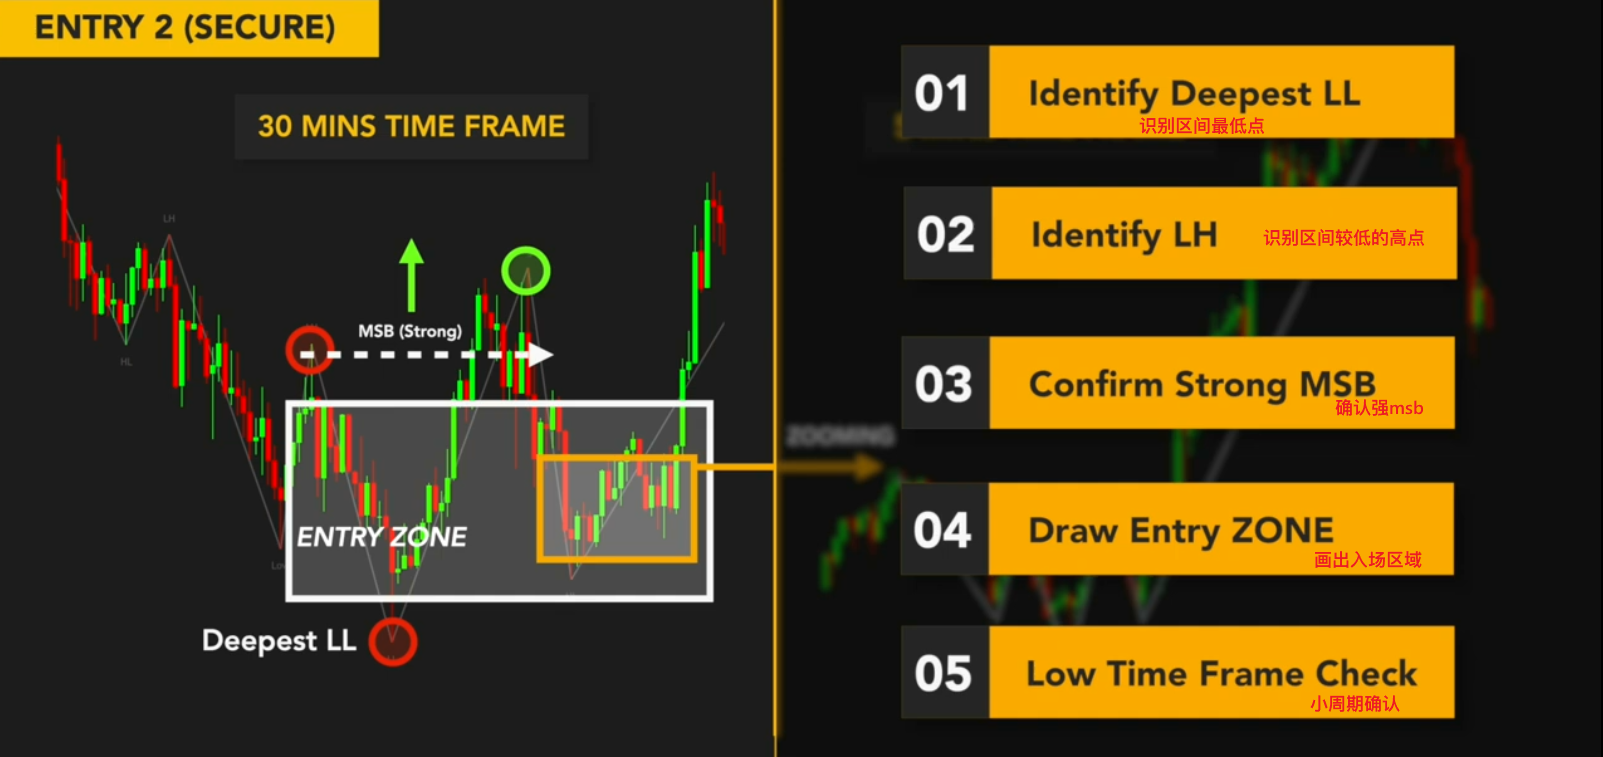 ENTRY 2 (SECURE)
30 MINS TIME FRAME
LH
HL
MSB (Strong)
ENTRY ZONE
Deepest LL
ZOOMING
01
Identify Deepest LL
识别区间最低点
02
Identify LH
识别区间较低的高点
03
Confirm Strong MSB
确认强msb
04
Draw Entry ZONE
画出入场区域
05
Low Time Frame Check
小周期确认